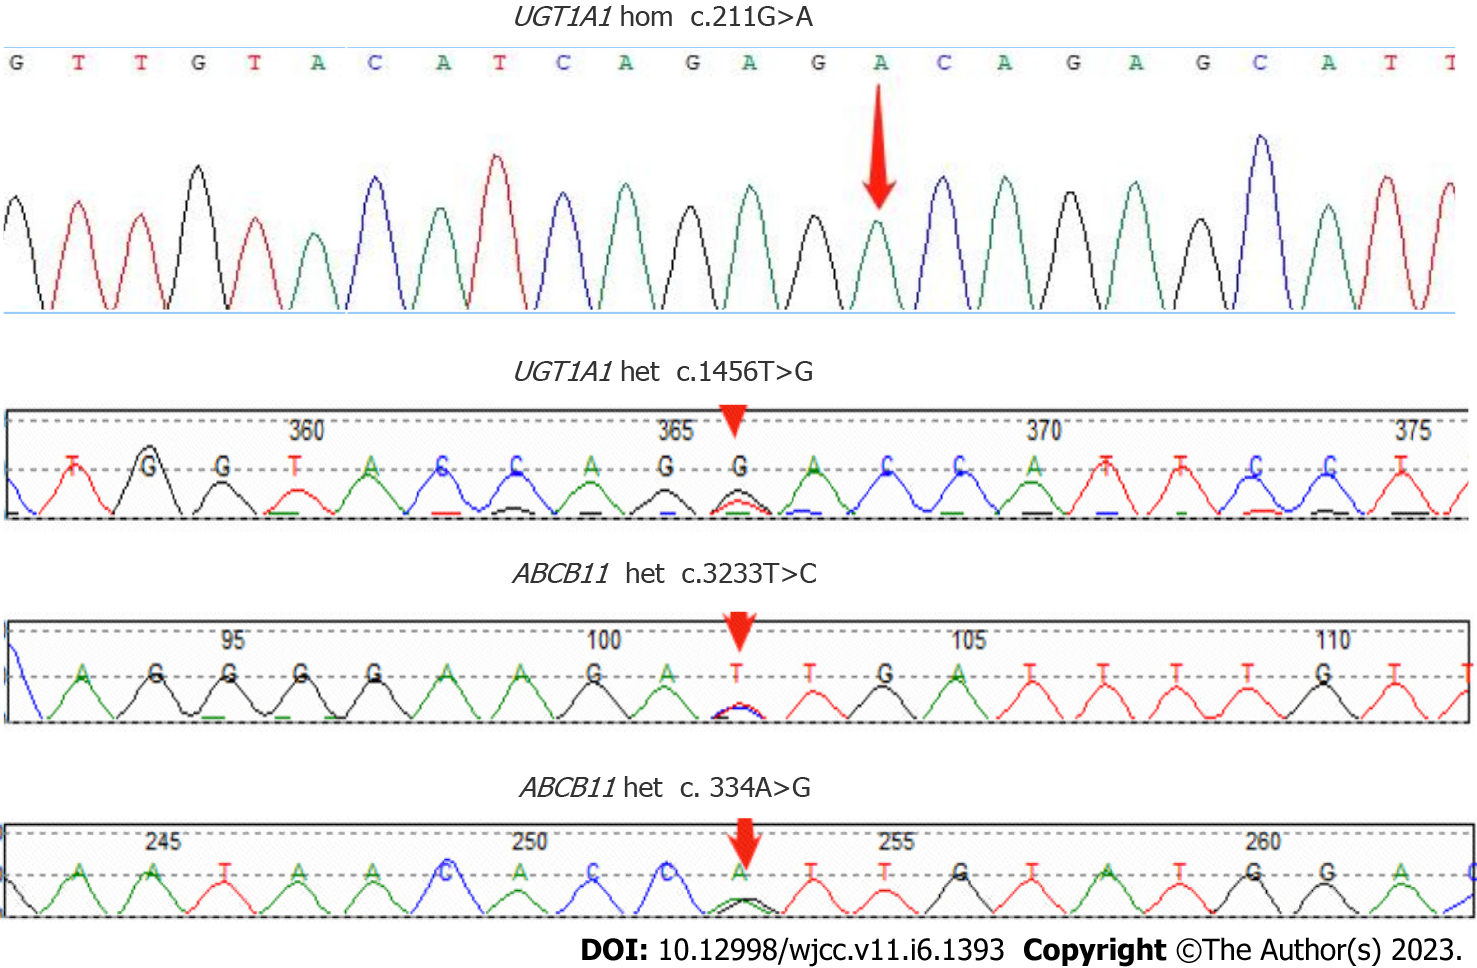 UGT1A1 hom c.211G>A
G T T G T A C A T C A G A G A C A G A G C A T T
UGT1A1 het c.1456T>G
360 365 370 375
T G G T A C C A G G A C C A T T C C T
ABCB11 het c.3233T>C
95 100 105 110
A G G G G A A G A T T G A T T T T G T T
ABCB11 het c. 334A>G
245 250 255 260
A A T A A C A C C A T T G T A T G G A C
DOI: 10.12998/wjcc.v11.i6.1393 Copyright ©The Author(s) 2023.